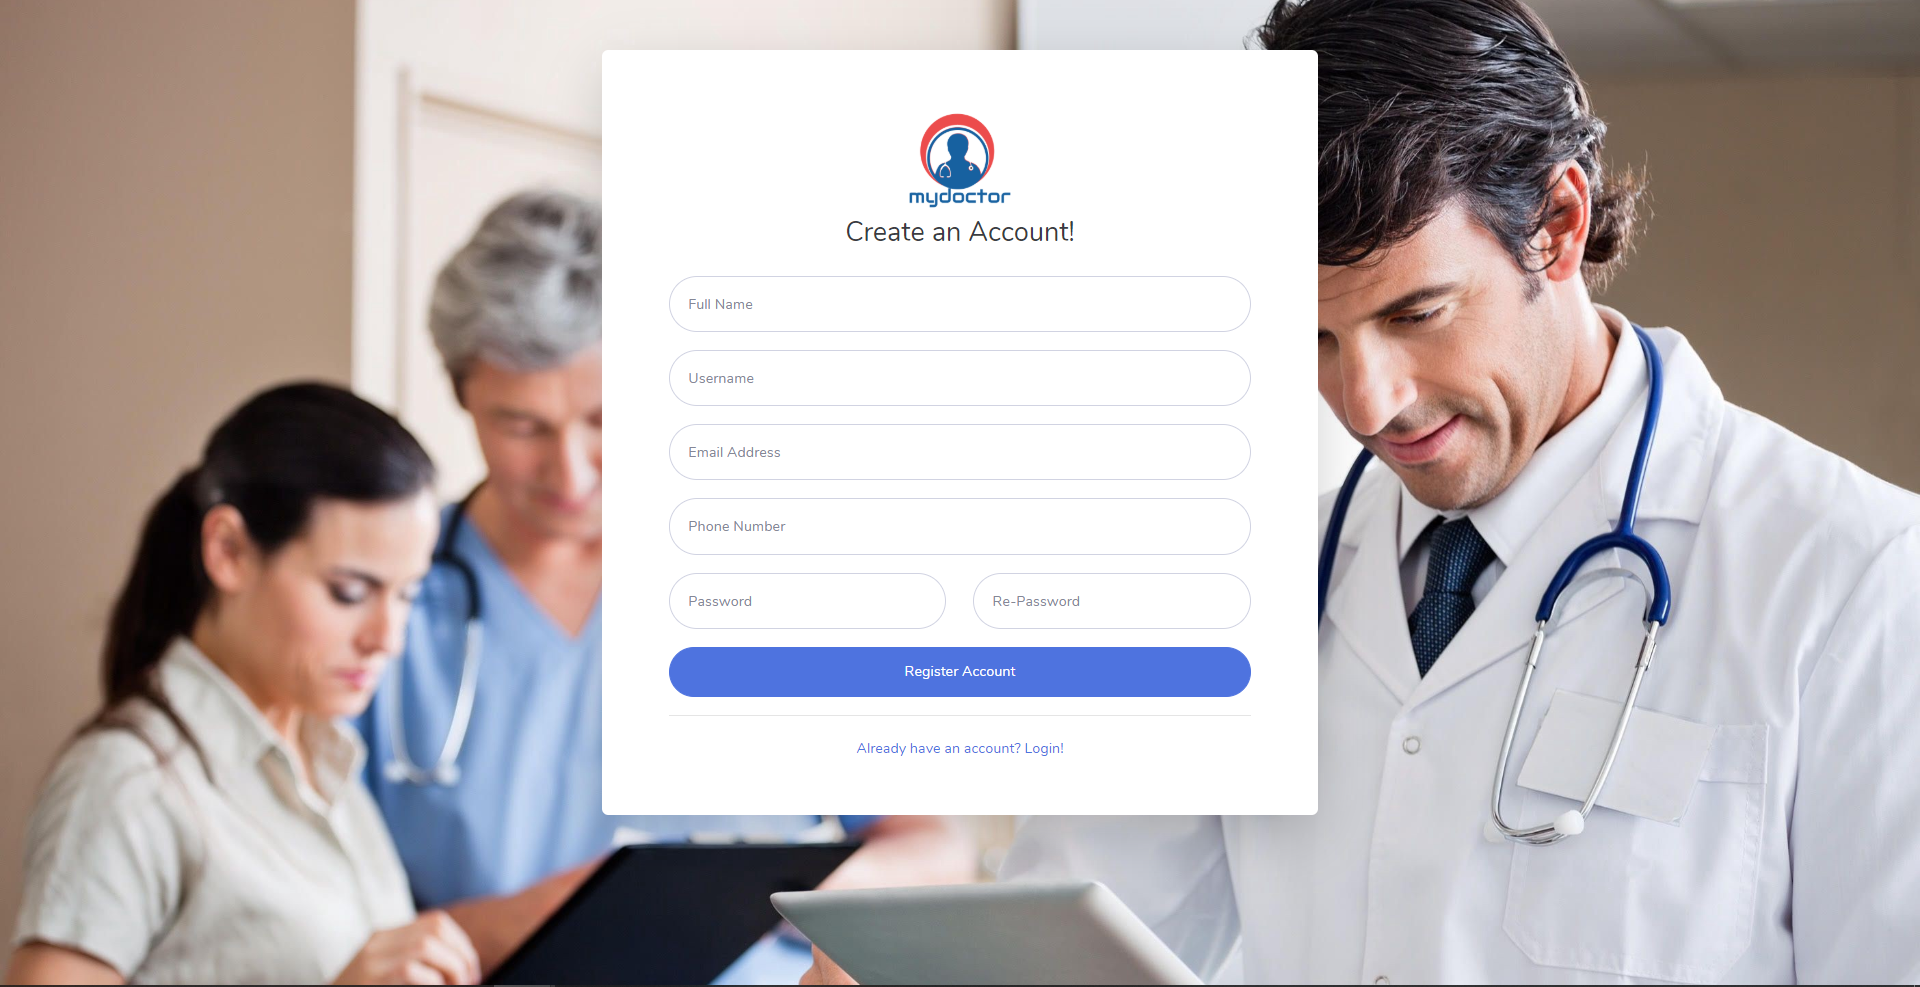 mydoctor
Create an Account!
Full Name
Username
Email Address
Phone Number
Password
Re-Password
Register Account
Already have an account? Login!